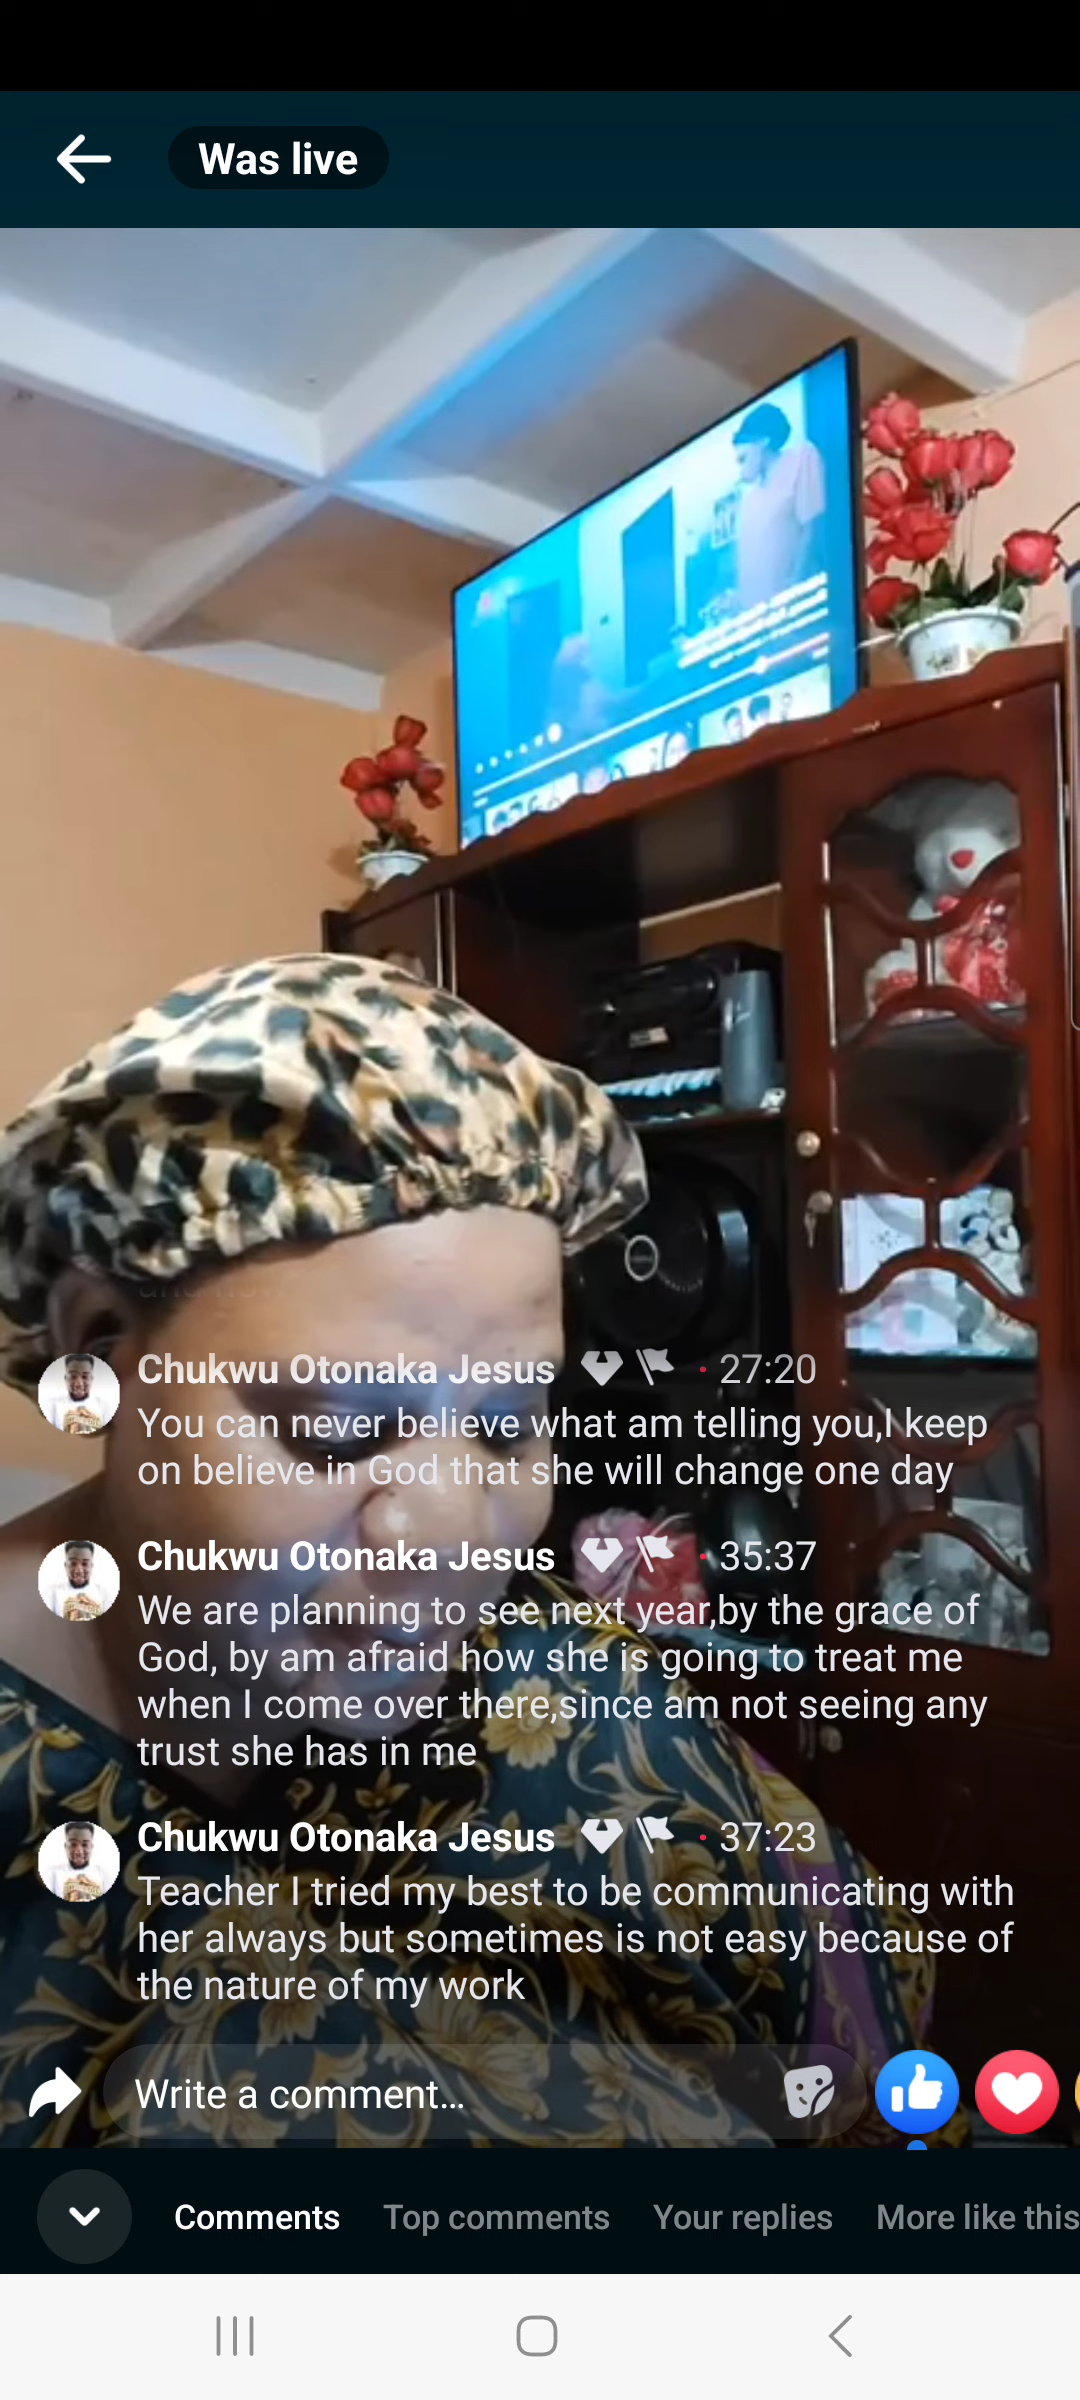 Was live
Chukwu Otonaka Jesus · 27:20
You can never believe what am telling you,I keep
on believe in God that she will change one day
Chukwu Otonaka Jesus · 35:37
We are planning to see next year,by the grace of
God, by am afraid how she is going to treat me
when I come over there,since am not seeing any
trust she has in me
Chukwu Otonaka Jesus · 37:23
Teacher I tried my best to be communicating with
her always but sometimes is not easy because of
the nature of my work
Write a comment...
Comments Top comments Your replies More like this